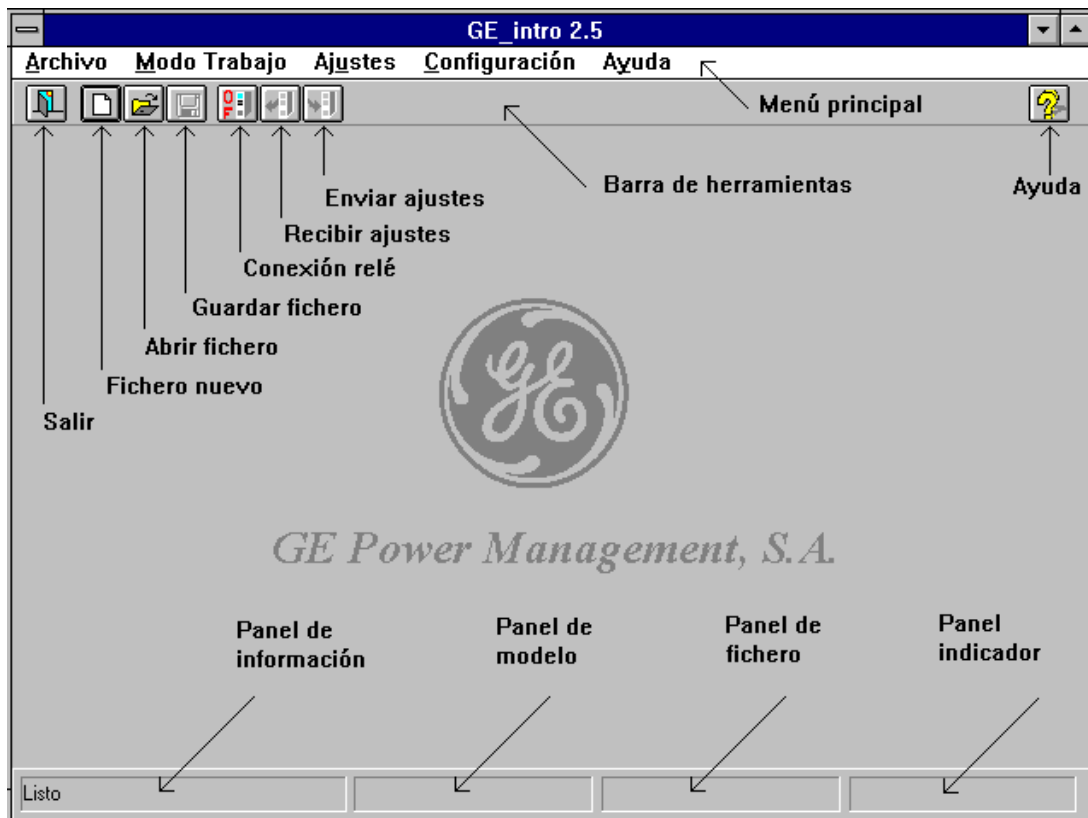 GE_intro 2.5
Archivo Modo Trabajo Ajustes Configuración Ayuda
Menú principal
OF
Barra de herramientas
Ayuda
Enviar ajustes
Recibir ajustes
Conexión relé
Guardar fichero
Abrir fichero
Fichero nuevo
Salir
GE
GE Power Management, S.A.
Panel de
información
Panel de
modelo
Panel de
fichero
Panel
indicador
Listo